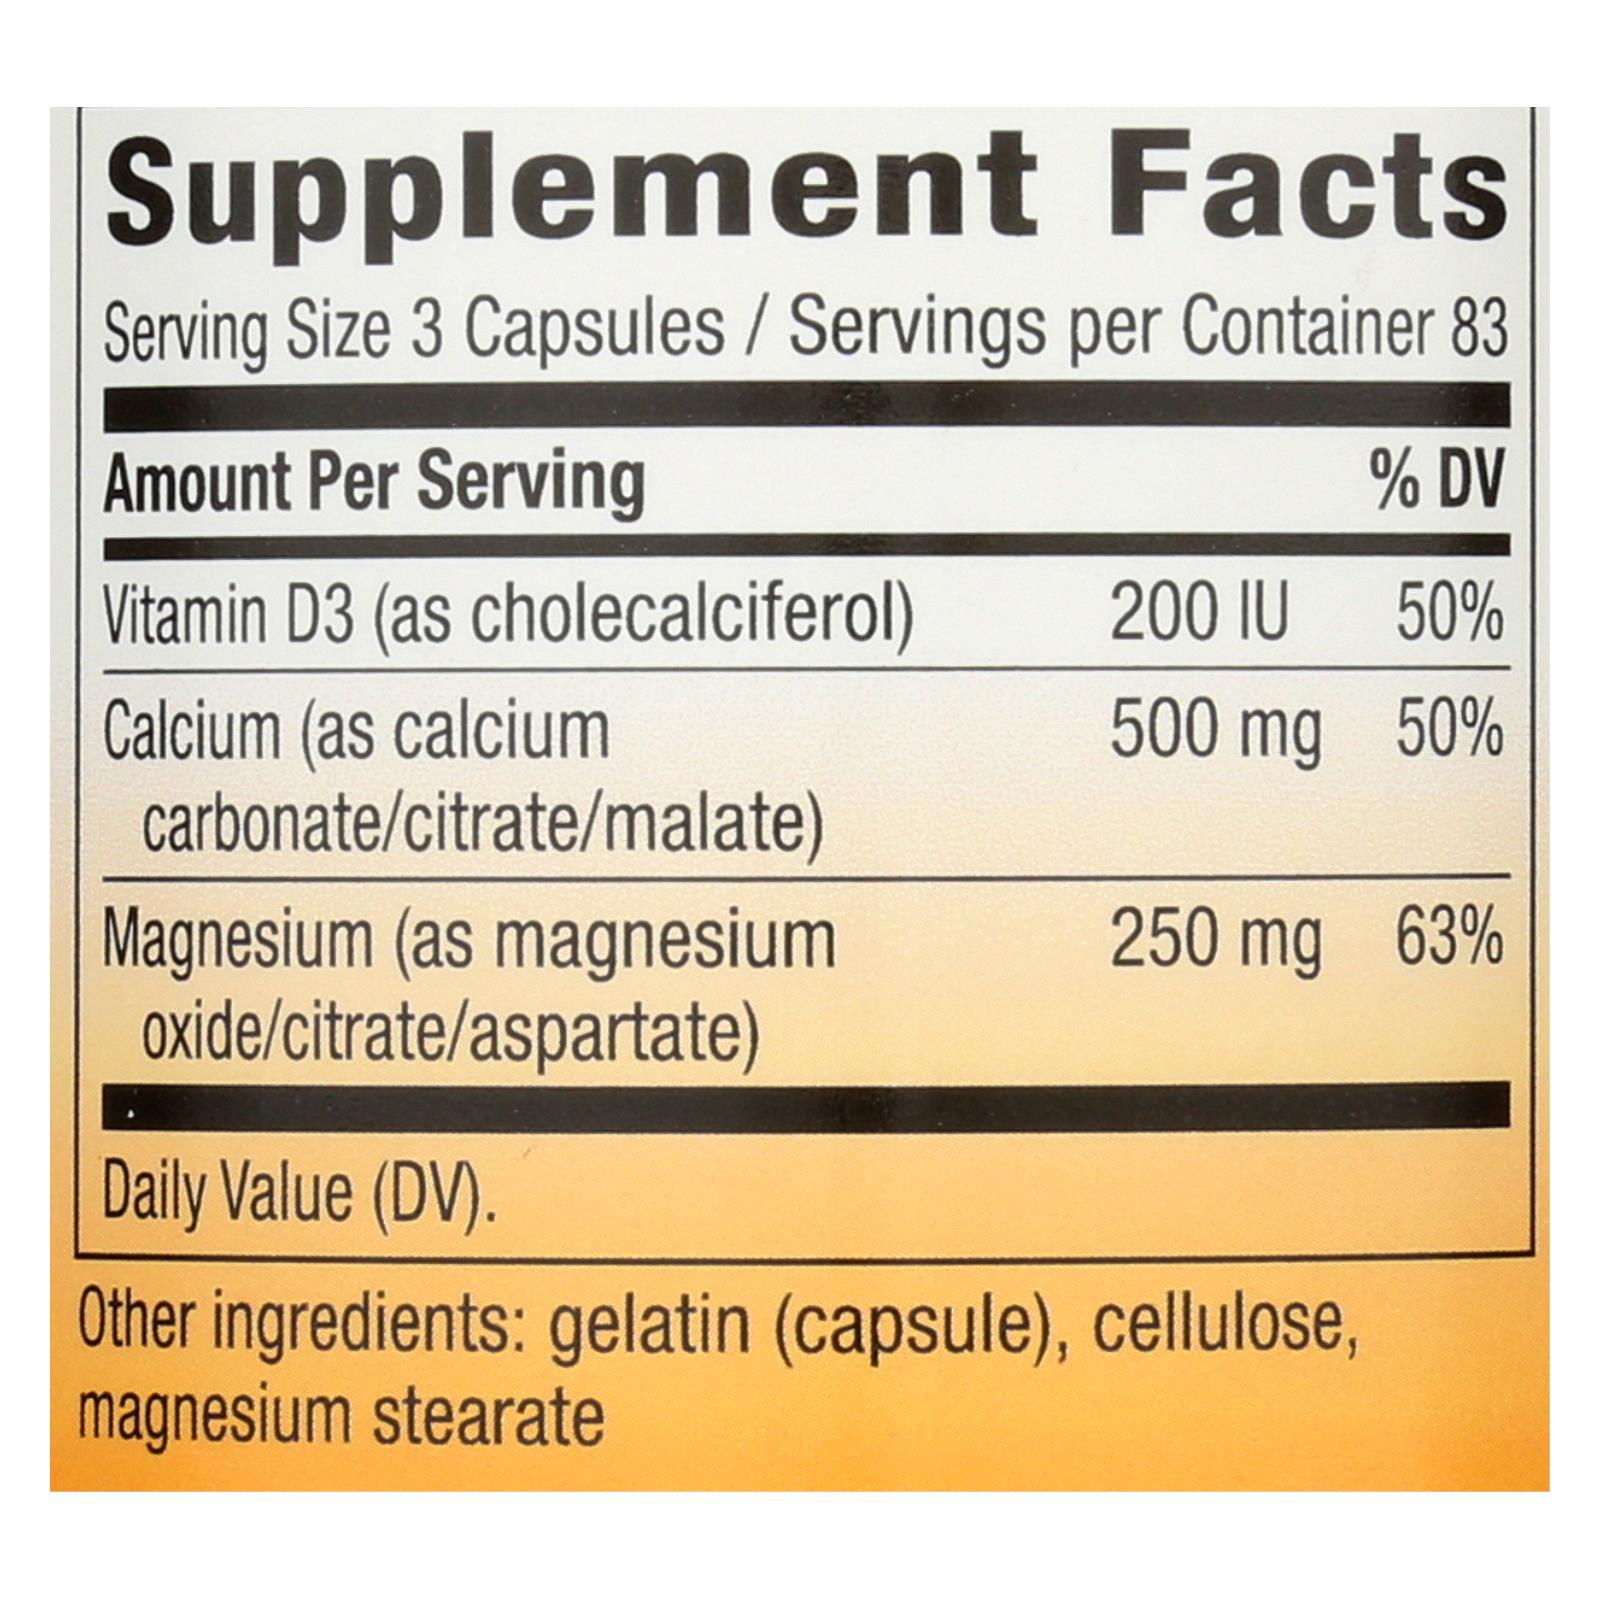 Supplement Facts
Serving Size 3 Capsules / Servings per Container 83
Amount Per Serving % DV
Vitamin D3 (as cholecalciferol) 200 IU 50%
Calcium (as calcium 500 mg 50%
carbonate/citrate/malate)
Magnesium (as magnesium 250 mg 63%
oxide/citrate/aspartate)
Daily Value (DV).
Other ingredients: gelatin (capsule), cellulose,
magnesium stearate